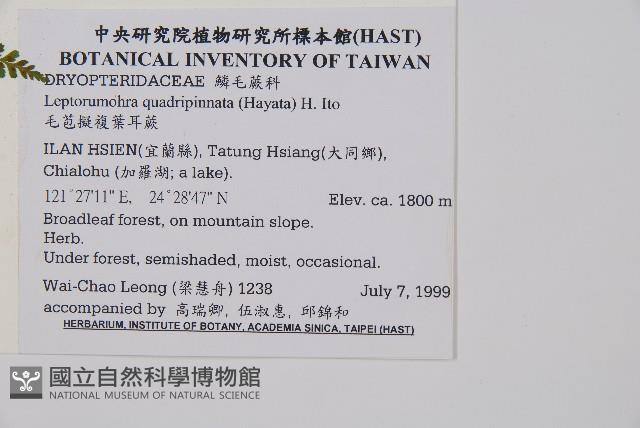 中央研究院植物研究所標本館(HAST)
BOTANICAL INVENTORY OF TAIWAN
DRYOPTERIDACEAE 鱗毛蕨科
Leptorumohra quadripinnata (Hayata) H. Ito
毛苞擬複葉耳蕨
ILAN HSIEN(宜蘭縣), Tatung Hsiang(大同鄉),
Chialohu (加羅湖; a lake).
121°27'11" E, 24°28'47" N Elev. ca. 1800 m
Broadleaf forest, on mountain slope.
Herb.
Under forest, semishaded, moist, occasional.
Wai-Chao Leong (梁慧舟) 1238 July 7, 1999
accompanied by 高瑞卿, 伍淑惠, 邱錦和
HERBARIUM, INSTITUTE OF BOTANY, ACADEMIA SINICA, TAIPEI (HAST)
國立自然科學博物館
NATIONAL MUSEUM OF NATURAL SCIENCE